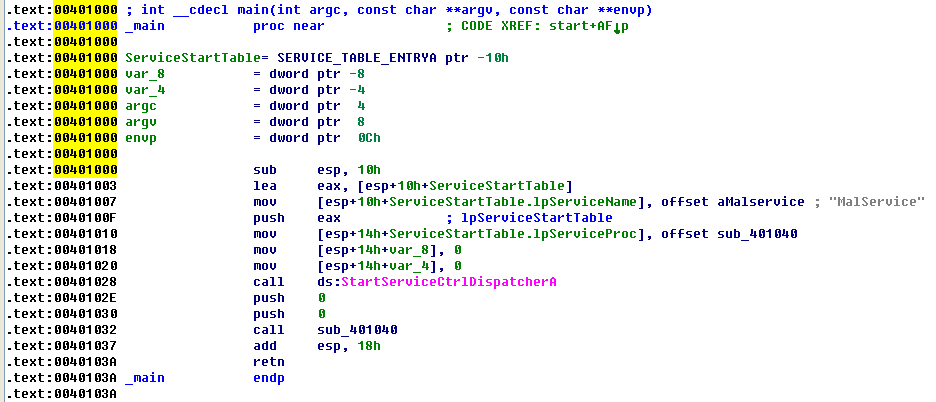 .text:00401000 ; int __cdecl main(int argc, const char **argv, const char **envp)
.text:00401000 _main proc near ; CODE XREF: start+AF↓p
.text:00401000
.text:00401000 ServiceStartTable= SERVICE_TABLE_ENTRYA ptr -10h
.text:00401000 var_8 = dword ptr -8
.text:00401000 var_4 = dword ptr -4
.text:00401000 argc = dword ptr 4
.text:00401000 argv = dword ptr 8
.text:00401000 envp = dword ptr 0Ch
.text:00401000
.text:00401000 sub esp, 10h
.text:00401003 lea eax, [esp+10h+ServiceStartTable]
.text:00401007 mov [esp+10h+ServiceStartTable.lpServiceName], offset aMalservice ; "MalService"
.text:0040100F push eax ; lpServiceStartTable
.text:00401010 mov [esp+14h+ServiceStartTable.lpServiceProc], offset sub_401040
.text:00401018 mov [esp+14h+var_8], 0
.text:00401020 mov [esp+14h+var_4], 0
.text:00401028 call ds:StartServiceCtrlDispatcherA
.text:0040102E push 0
.text:00401030 push 0
.text:00401032 call sub_401040
.text:00401037 add esp, 18h
.text:0040103A retn
.text:0040103A _main endp
.text:0040103A